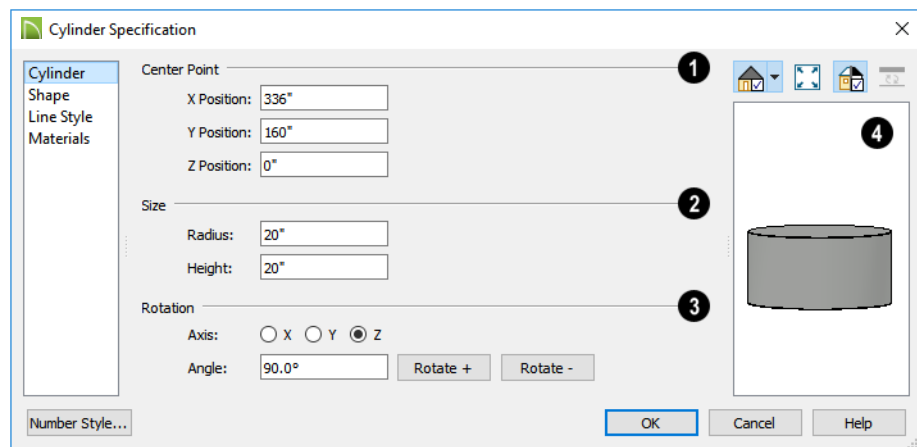 Cylinder Specification
Cylinder
Shape
Line Style
Materials
Center Point
1
X Position: 336"
Y Position: 160"
Z Position: 0"
Size
2
Radius: 20"
Height: 20"
Rotation
3
Axis: X Y Z
Angle: 90.0° Rotate + Rotate -
4
Number Style... OK Cancel Help